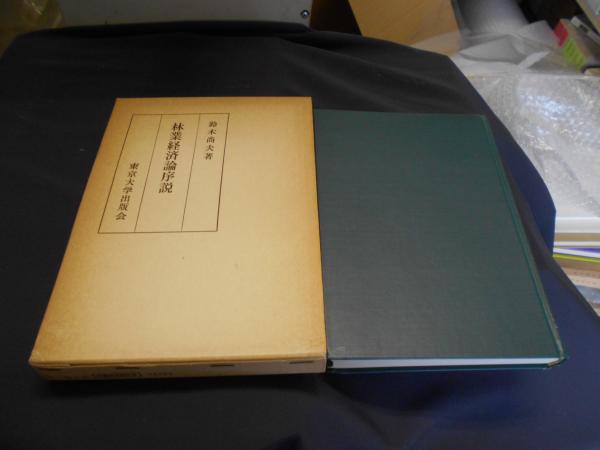 鈴木尚夫著
林業経済論序説
東京大学出版会